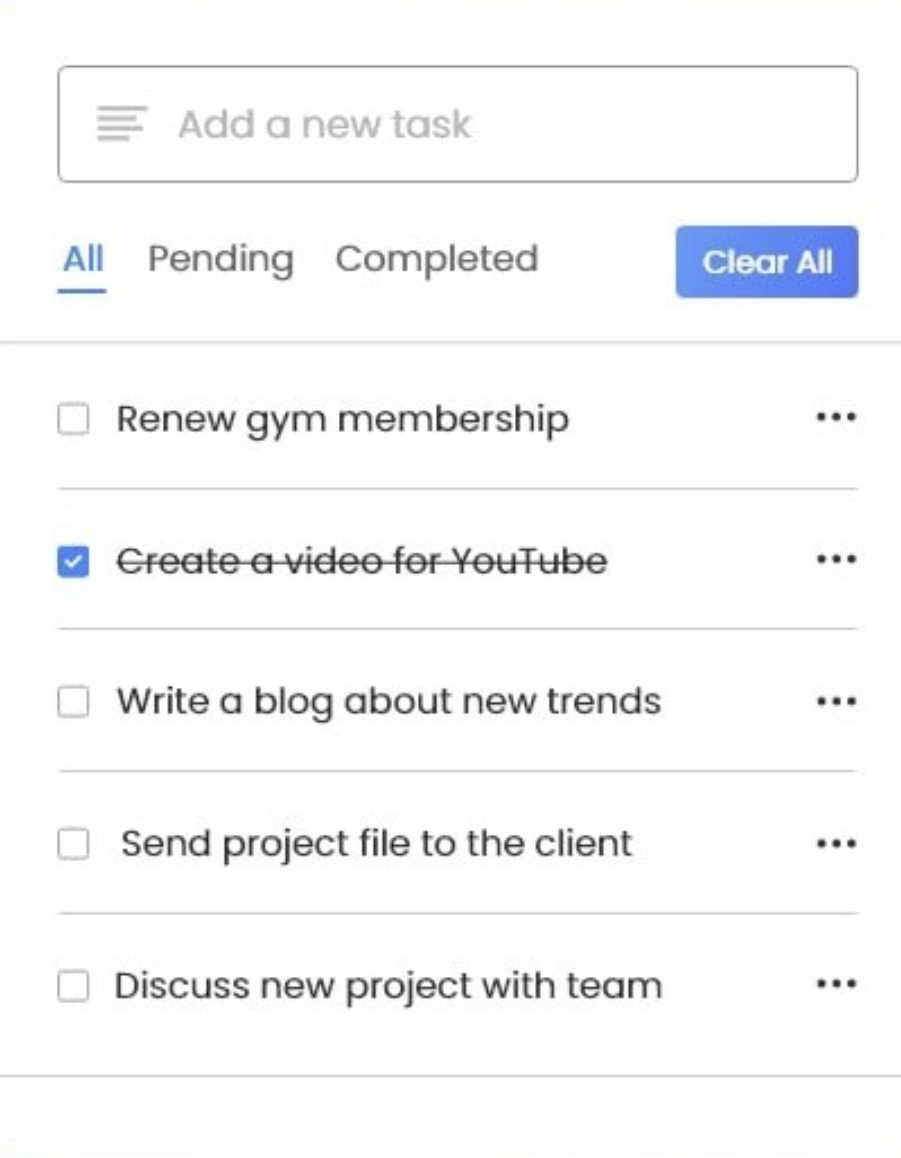 Add a new task
All Pending Completed Clear All
Renew gym membership
Create a video for YouTube
Write a blog about new trends
Send project file to the client
Discuss new project with team